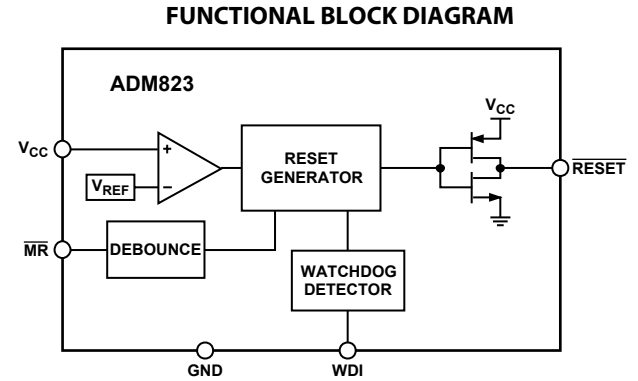 FUNCTIONAL BLOCK DIAGRAM
ADM823
VCC
VCC
+
VREF
−
RESET
GENERATOR
RESET
MR
DEBOUNCE
WATCHDOG
DETECTOR
GND
WDI